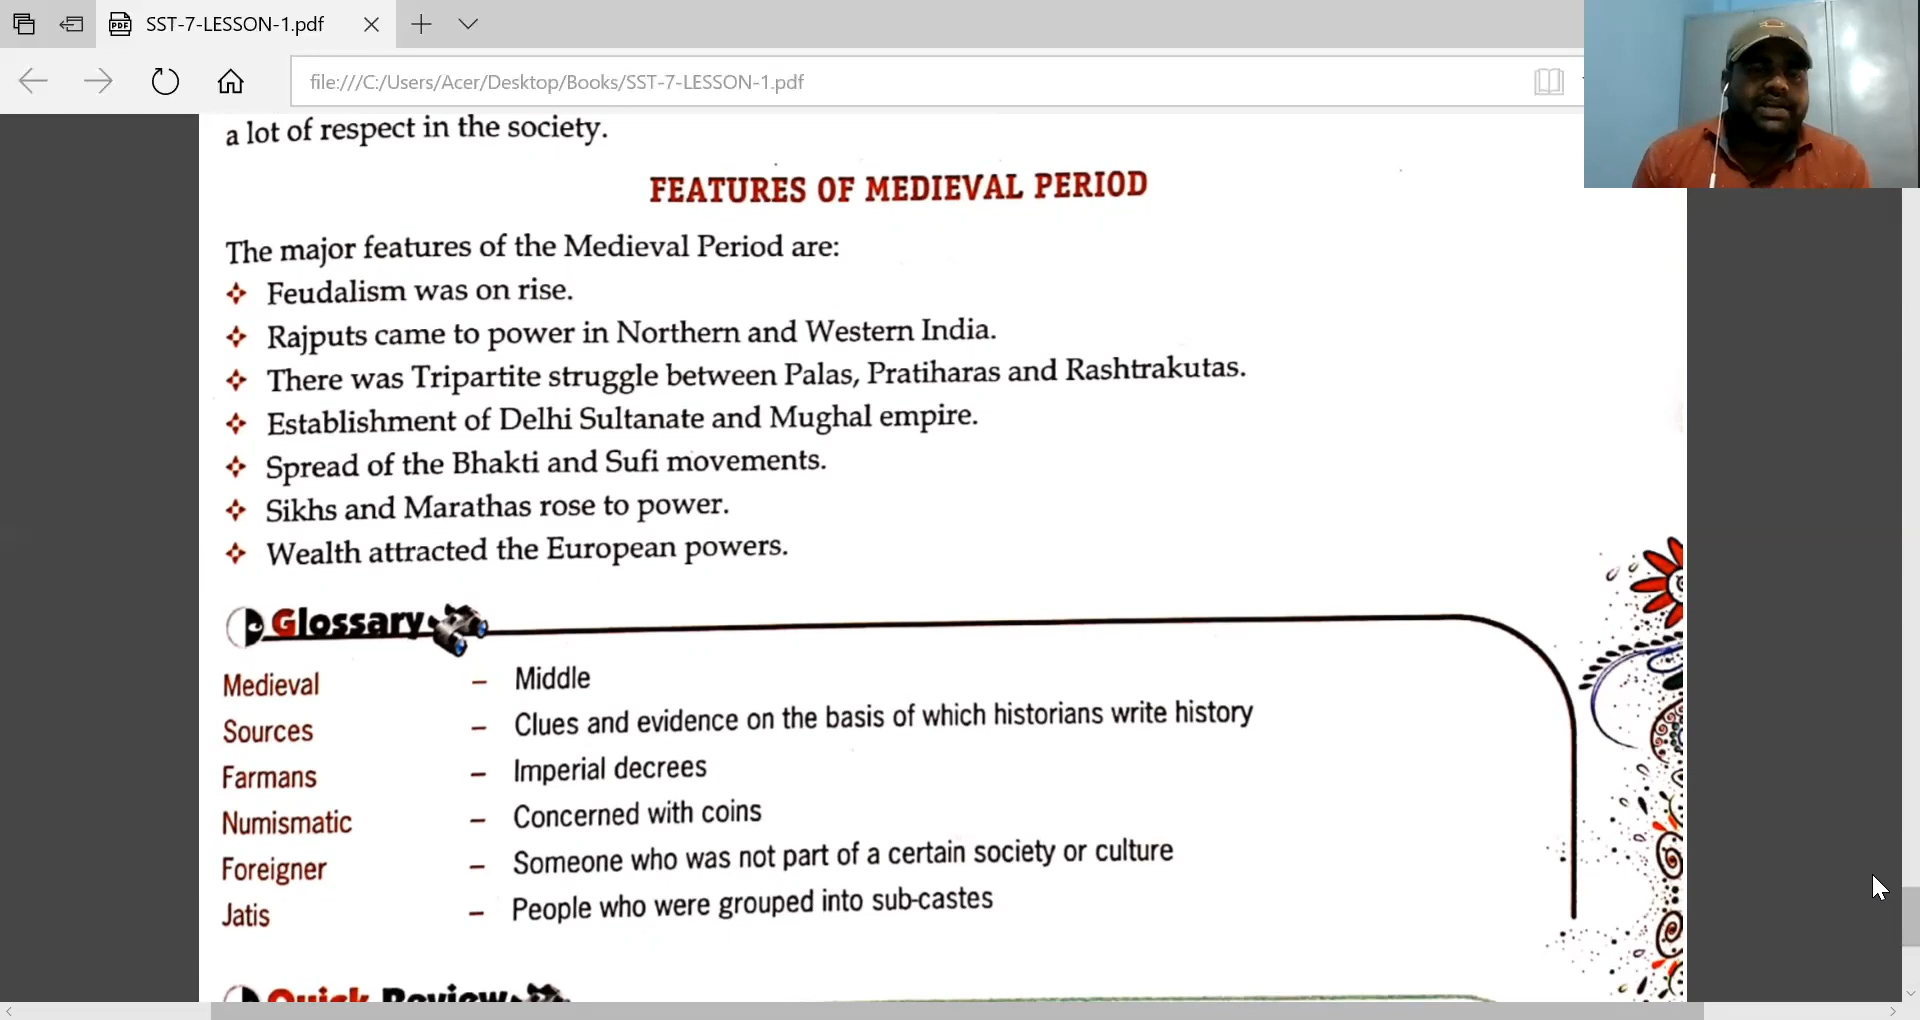 SST-7-LESSON-1.pdf
file:///C:/Users/Acer/Desktop/Books/SST-7-LESSON-1.pdf
a lot of respect in the society.
FEATURES OF MEDIEVAL PERIOD
The major features of the Medieval Period are:
Feudalism was on rise.
Rajputs came to power in Northern and Western India.
There was Tripartite struggle between Palas, Pratiharas and Rashtrakutas.
Establishment of Delhi Sultanate and Mughal empire.
Spread of the Bhakti and Sufi movements.
Sikhs and Marathas rose to power.
Wealth attracted the European powers.
Glossary
Medieval – Middle
Sources – Clues and evidence on the basis of which historians write history
Farmans – Imperial decrees
Numismatic – Concerned with coins
Foreigner – Someone who was not part of a certain society or culture
Jatis – People who were grouped into sub-castes
Quick Review